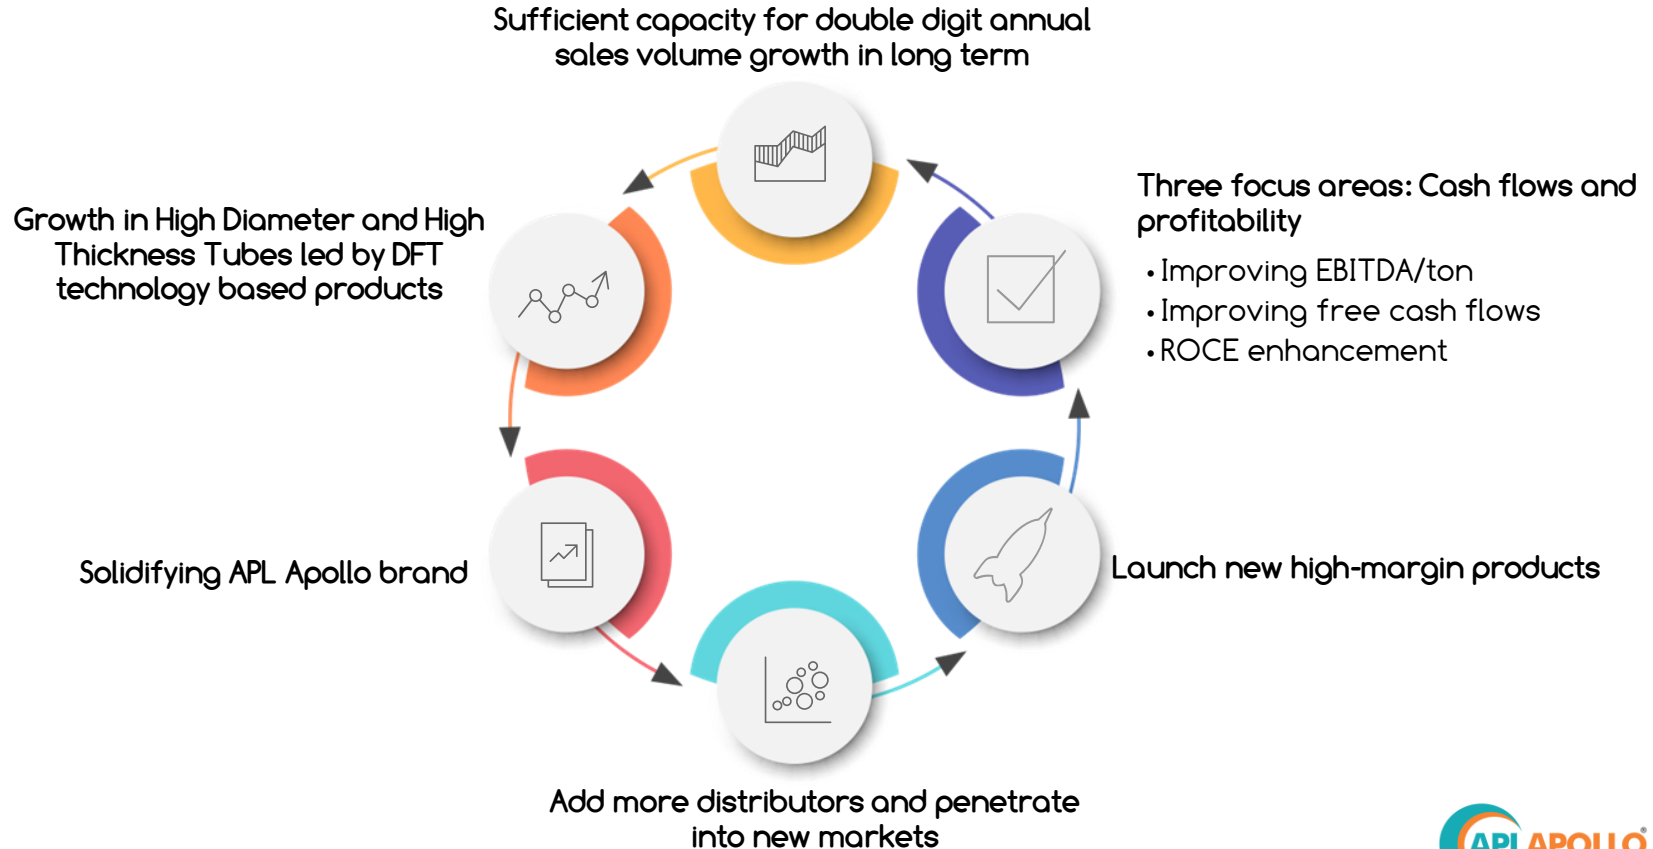 Sufficient capacity for double digit annual
sales volume growth in long term
Three focus areas: Cash flows and
profitability
• Improving EBITDA/ton
• Improving free cash flows
• ROCE enhancement
Growth in High Diameter and High
Thickness Tubes led by DFT
technology based products
Solidifying APL Apollo brand
Launch new high-margin products
Add more distributors and penetrate
into new markets
APL APOLLO®